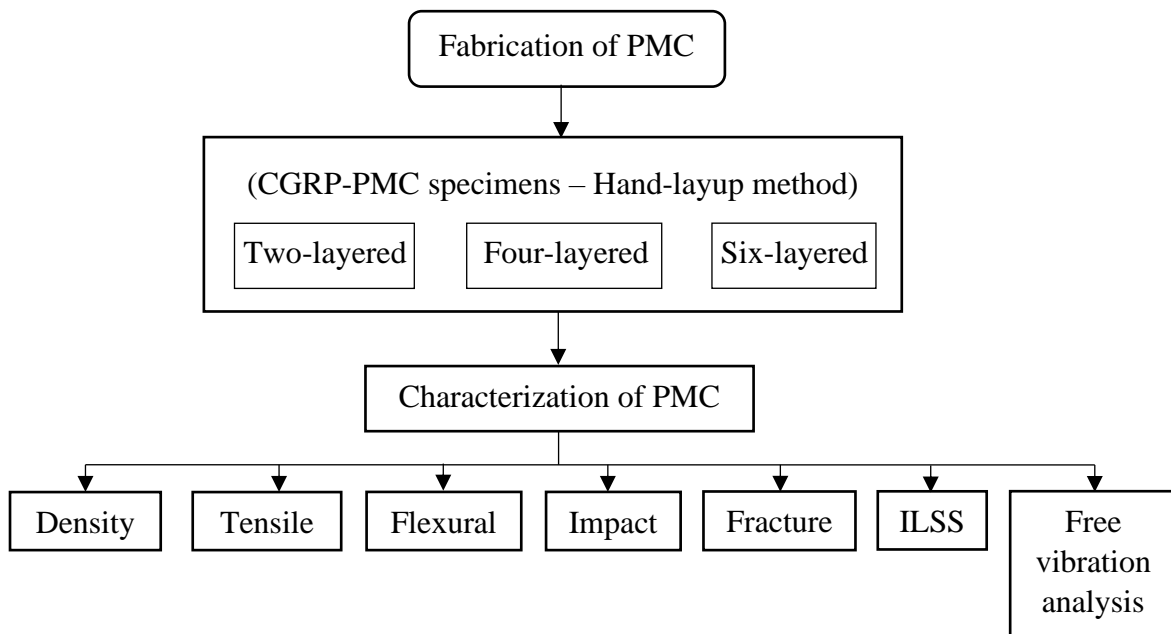 Fabrication of PMC
(CGRP-PMC specimens – Hand-layup method)
Two-layered
Four-layered
Six-layered
Characterization of PMC
Density
Tensile
Flexural
Impact
Fracture
ILSS
Free
vibration
analysis